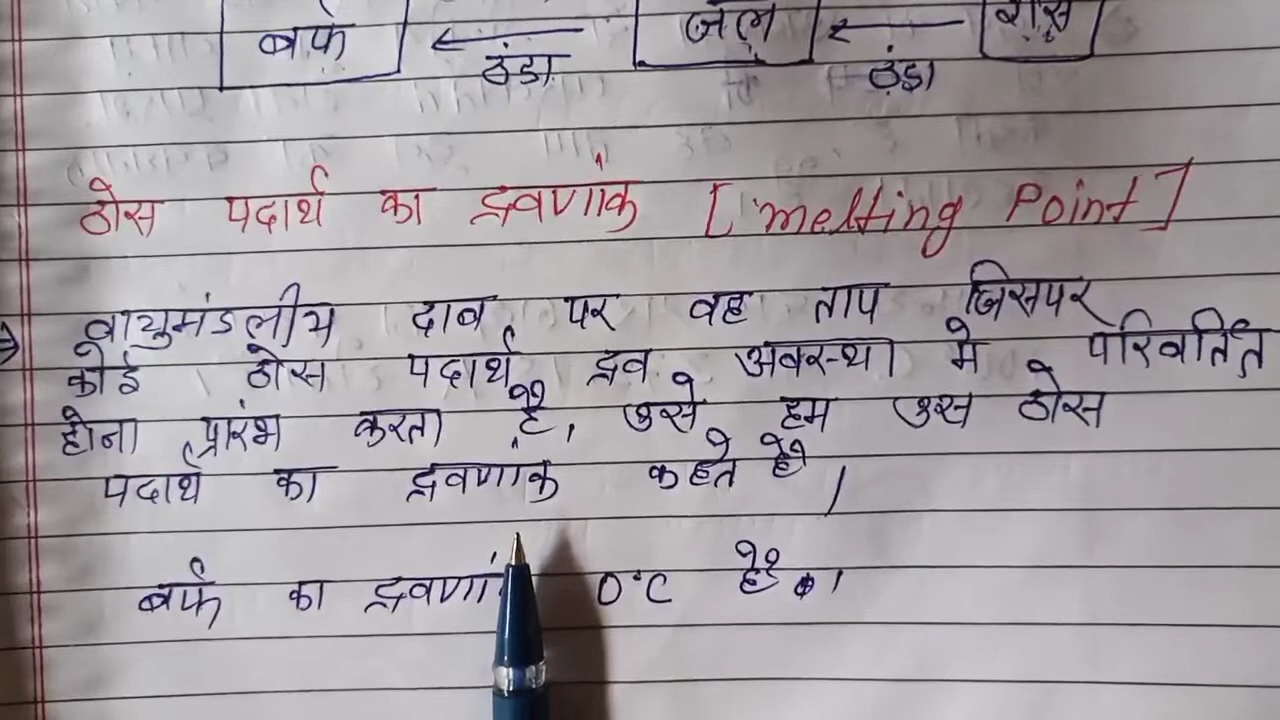 बर्फ जल गैस
ठंडा ठंडा
ठोस पदार्थ का द्रवणांक [melting Point]
वायुमंडलीय दाब पर वह ताप जिसपर
कोई ठोस पदार्थ द्रव अवस्था मे परिवर्तित
होना प्रारंभ करता है, उसे हम उस ठोस
पदार्थ का द्रवणांक कहते है।
बर्फ का द्रवणां 0°C है।